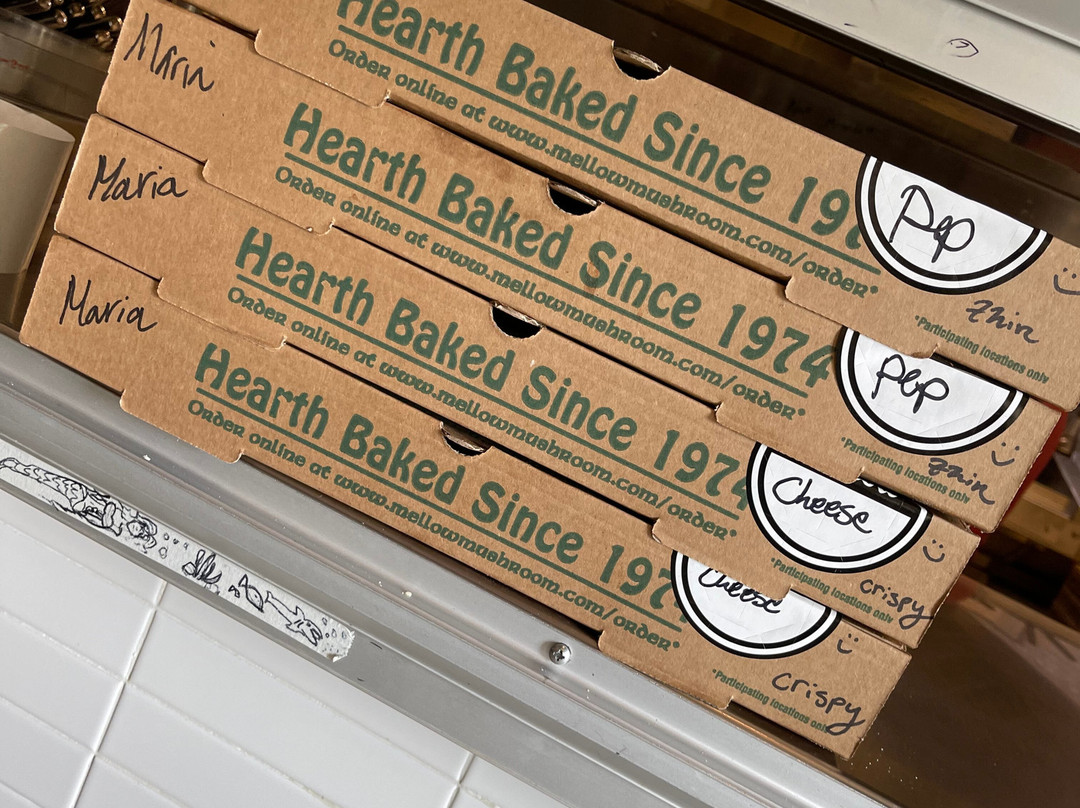 Hearth Baked Since 19
Order online at www.mellowmushroom.com/order*
Pep
*Participating locations only
Maria
Hearth Baked Since 1974
Order online at www.mellowmushroom.com/order*
Pep
*Participating locations only
Maria
Hearth Baked Since 1974
Order online at www.mellowmushroom.com/order*
Cheese
crispy
*Participating locations only
Maria
Hearth Baked Since 197
Order online at www.mellowmushroom.com/order*
Cheese
Crispy
*Participating locations only